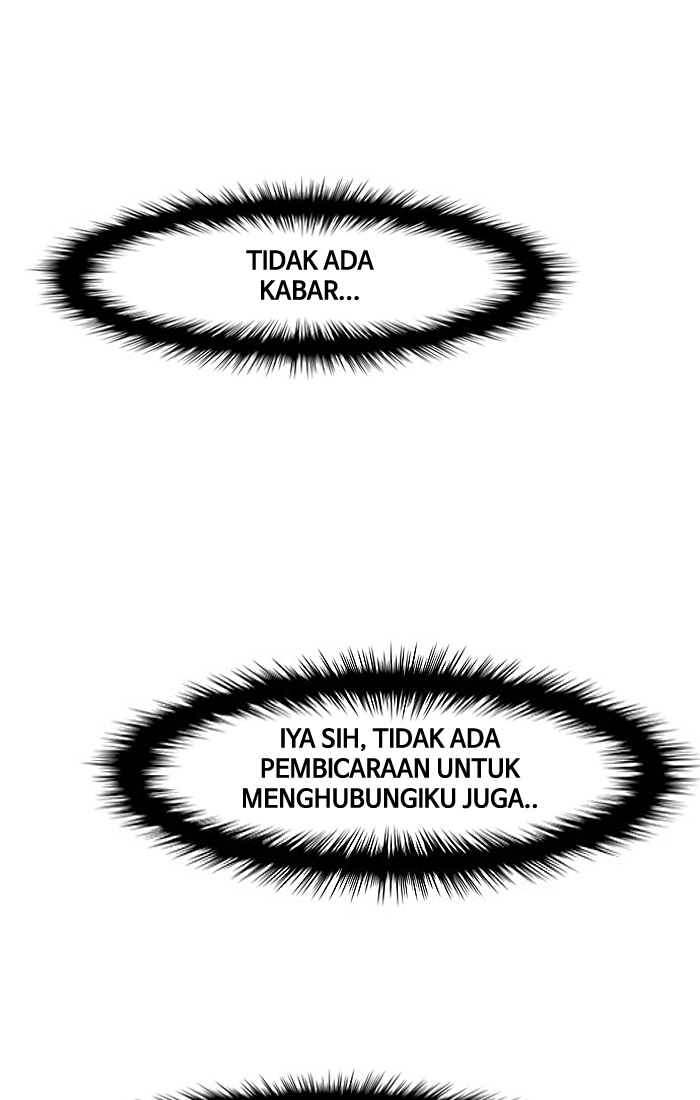 TIDAK ADA
KABAR...
IYA SIH, TIDAK ADA
PEMBICARAAN UNTUK
MENGHUBUNGIKU JUGA..